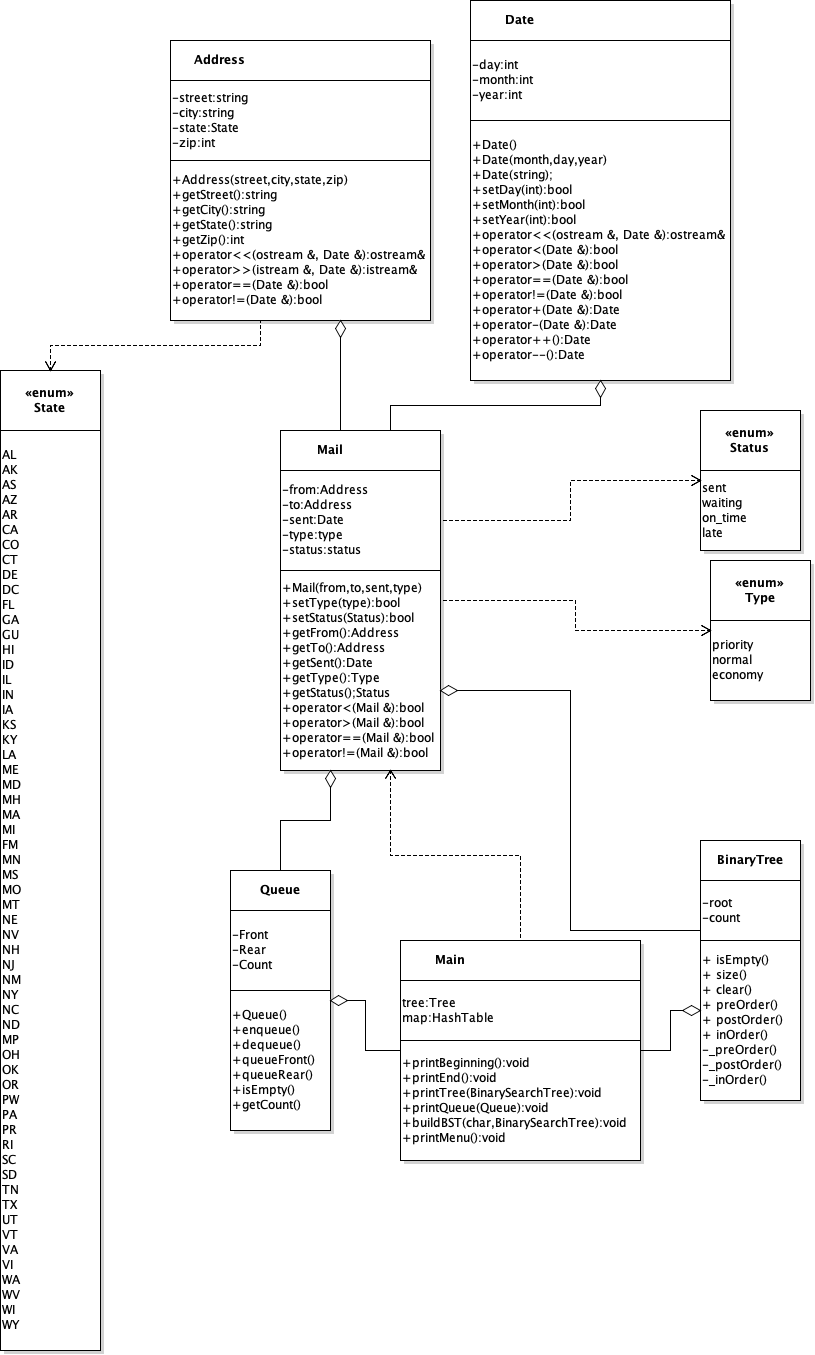 Date
-day:int
-month:int
-year:int
+Date()
+Date(month,day,year)
+Date(string);
+setDay(int):bool
+setMonth(int):bool
+setYear(int):bool
+operator<<(ostream &, Date &):ostream&
+operator<(Date &):bool
+operator>(Date &):bool
+operator==(Date &):bool
+operator!=(Date &):bool
+operator+(Date &):Date
+operator-(Date &):Date
+operator++():Date
+operator--():Date
Address
-street:string
-city:string
-state:State
-zip:int
+Address(street,city,state,zip)
+getStreet():string
+getCity():string
+getState():string
+getZip():int
+operator<<(ostream &, Date &):ostream&
+operator>>(istream &, Date &):istream&
+operator==(Date &):bool
+operator!=(Date &):bool
«enum»
State
AL
AK
AS
AZ
AR
CA
CO
CT
DE
DC
FL
GA
GU
HI
ID
IL
IN
IA
KS
KY
LA
ME
MD
MH
MA
MI
FM
MN
MS
MO
MT
NE
NV
NH
NJ
NM
NY
NC
ND
MP
OH
OK
OR
PW
PA
PR
RI
SC
SD
TN
TX
UT
VT
VA
VI
WA
WV
WI
WY
Mail
-from:Address
-to:Address
-sent:Date
-type:type
-status:status
+Mail(from,to,sent,type)
+setType(type):bool
+setStatus(Status):bool
+getFrom():Address
+getTo():Address
+getSent():Date
+getType():Type
+getStatus();Status
+operator<(Mail &):bool
+operator>(Mail &):bool
+operator==(Mail &):bool
+operator!=(Mail &):bool
«enum»
Status
sent
waiting
on_time
late
«enum»
Type
priority
normal
economy
Queue
-Front
-Rear
-Count
+Queue()
+enqueue()
+dequeue()
+queueFront()
+queueRear()
+isEmpty()
+getCount()
Main
tree:Tree
map:HashTable
+printBeginning():void
+printEnd():void
+printTree(BinarySearchTree):void
+printQueue(Queue):void
+buildBST(char,BinarySearchTree):void
+printMenu():void
BinaryTree
-root
-count
+ isEmpty()
+ size()
+ clear()
+ preOrder()
+ postOrder()
+ inOrder()
-_preOrder()
-_postOrder()
-_inOrder()